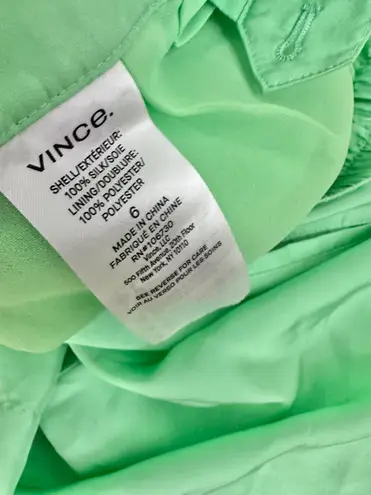 VINCE.
SHELL/EXTÉRIEUR:
100% SILK/SOIE
LINING/DOUBLURE:
100% POLYESTER/
POLYESTER
6
MADE IN CHINA
FABRIQUÉ EN CHINE
RN#106730
Vince, LLC
500 Fifth Avenue, 20th Floor
New York, NY 10110
SEE REVERSE FOR CARE
VOIR AU VERSO POUR LES SOINS